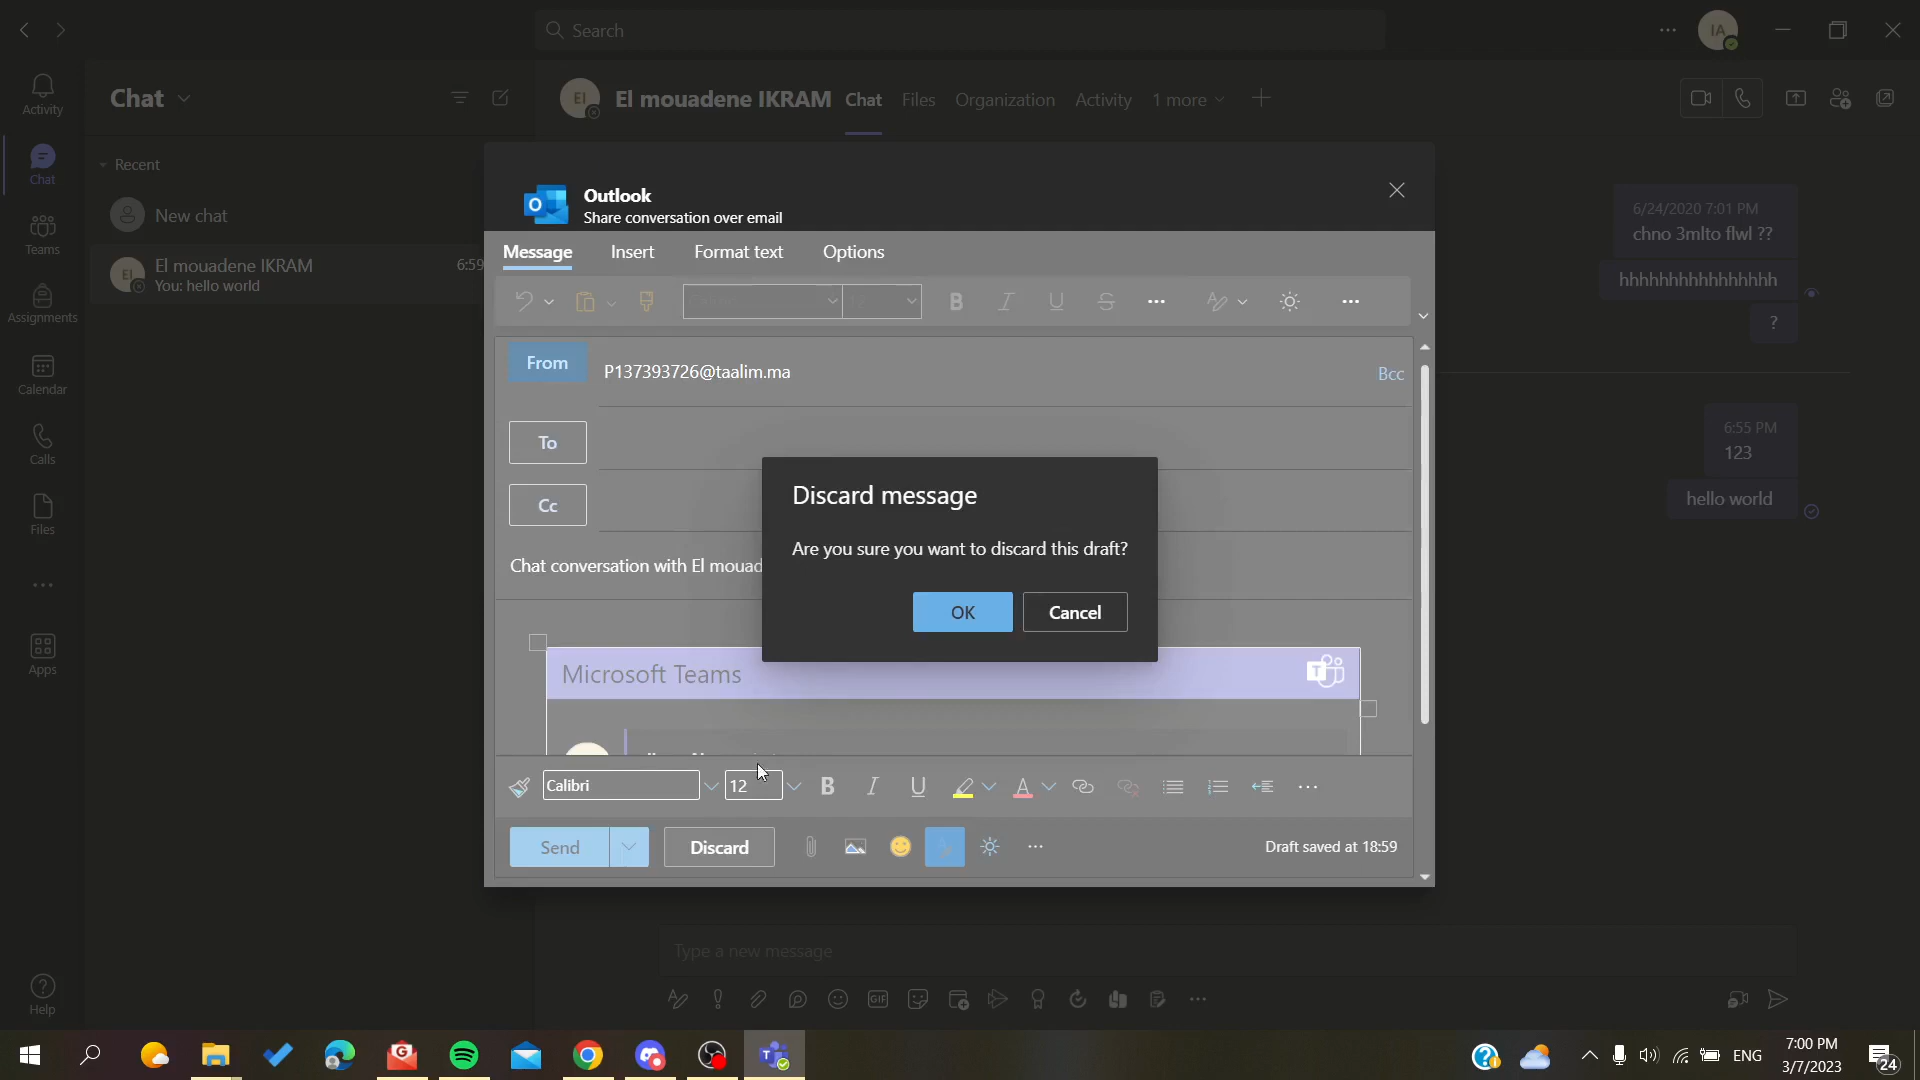 Search
IA
Activity
Chat
Teams
Assignments
Calendar
Calls
Files
Apps
Help
Chat
Recent
New chat
EI
El mouadene IKRAM
6:59
You: hello world
EI
El mouadene IKRAM
Chat
Files
Organization
Activity
1 more
6/24/2020 7:01 PM
chno 3mlto flwl ??
hhhhhhhhhhhhhhhh
?
6:55 PM
123
hello world
Outlook
Share conversation over email
Message
Insert
Format text
Options
From
P137393726@taalim.ma
Bcc
To
Cc
Chat conversation with El mouad
Discard message
Are you sure you want to discard this draft?
OK
Cancel
Microsoft Teams
Calibri
12
Send
Discard
Draft saved at 18:59
Type a new message
GIF
ENG
7:00 PM
3/7/2023
24